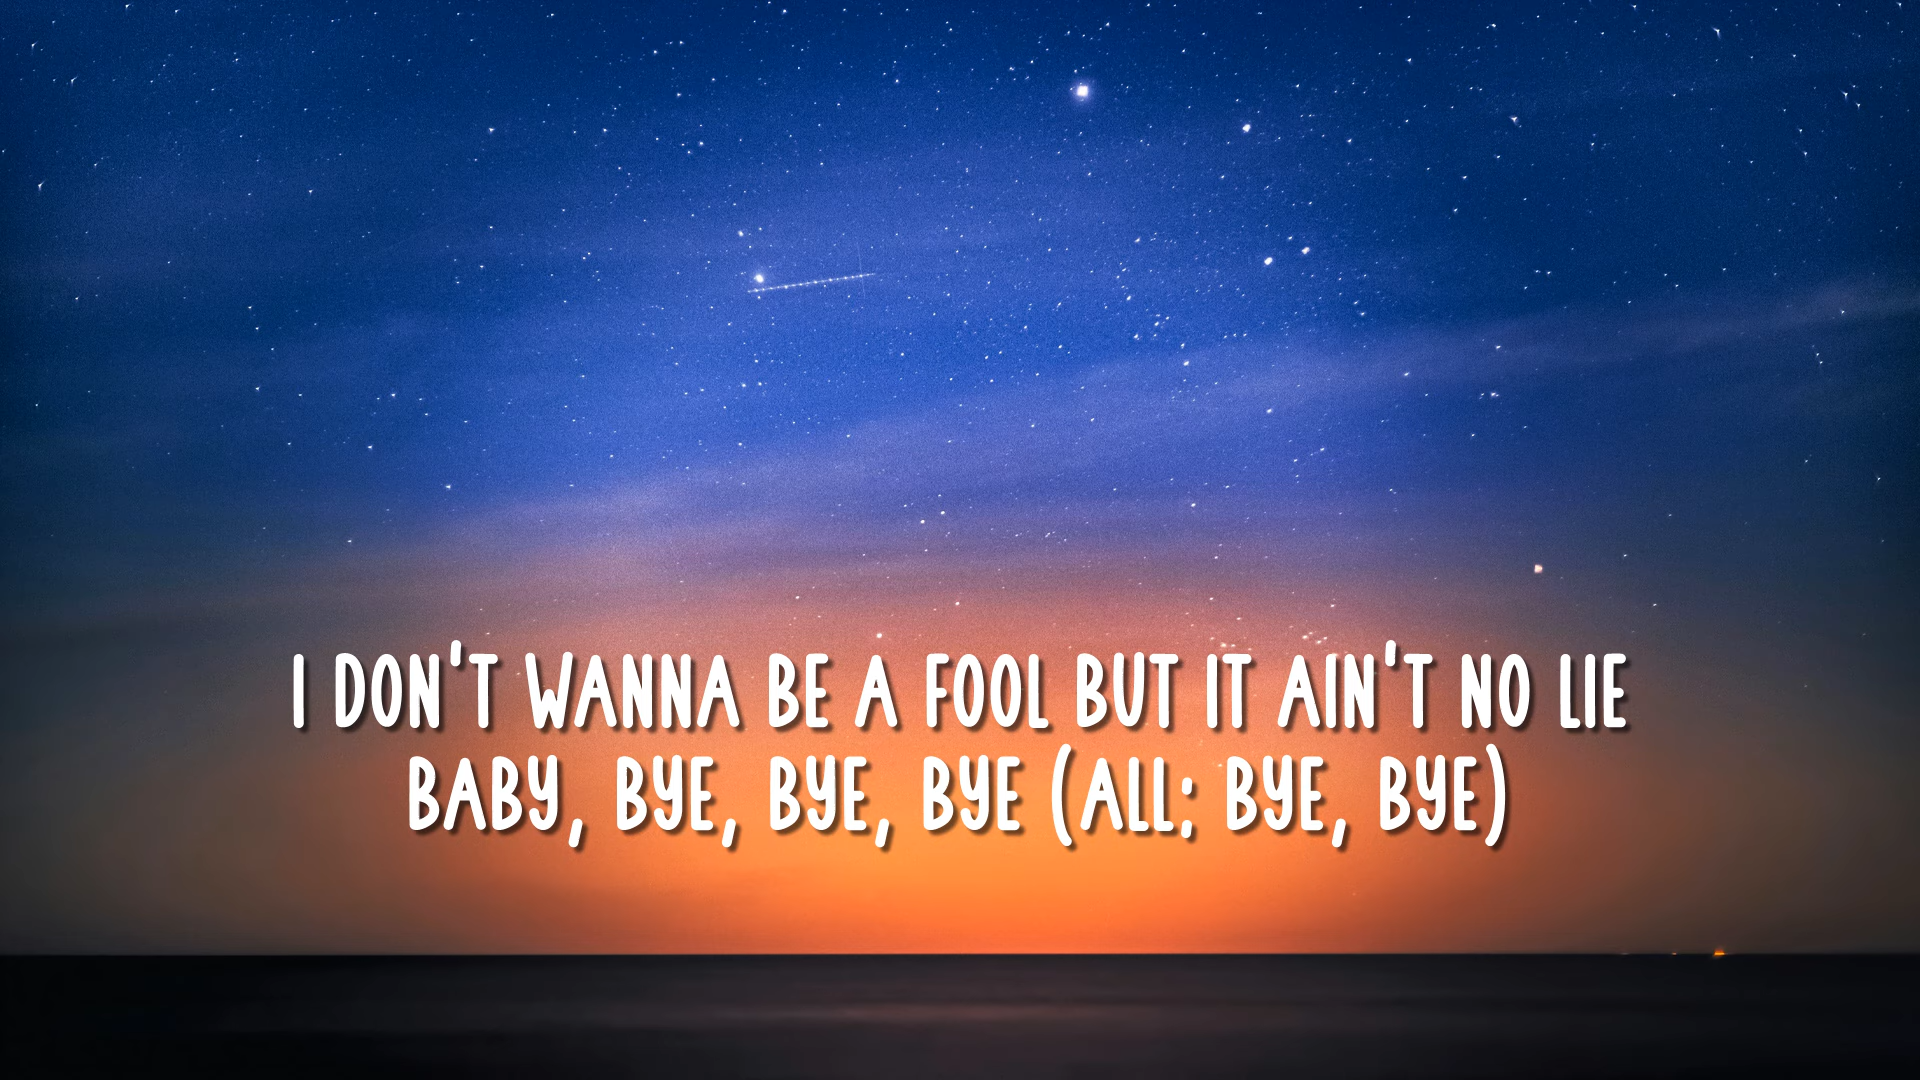 I DON'T WANNA BE A FOOL BUT IT AIN'T NO LIE
BABY, BYE, BYE, BYE (ALL; BYE, BYE)